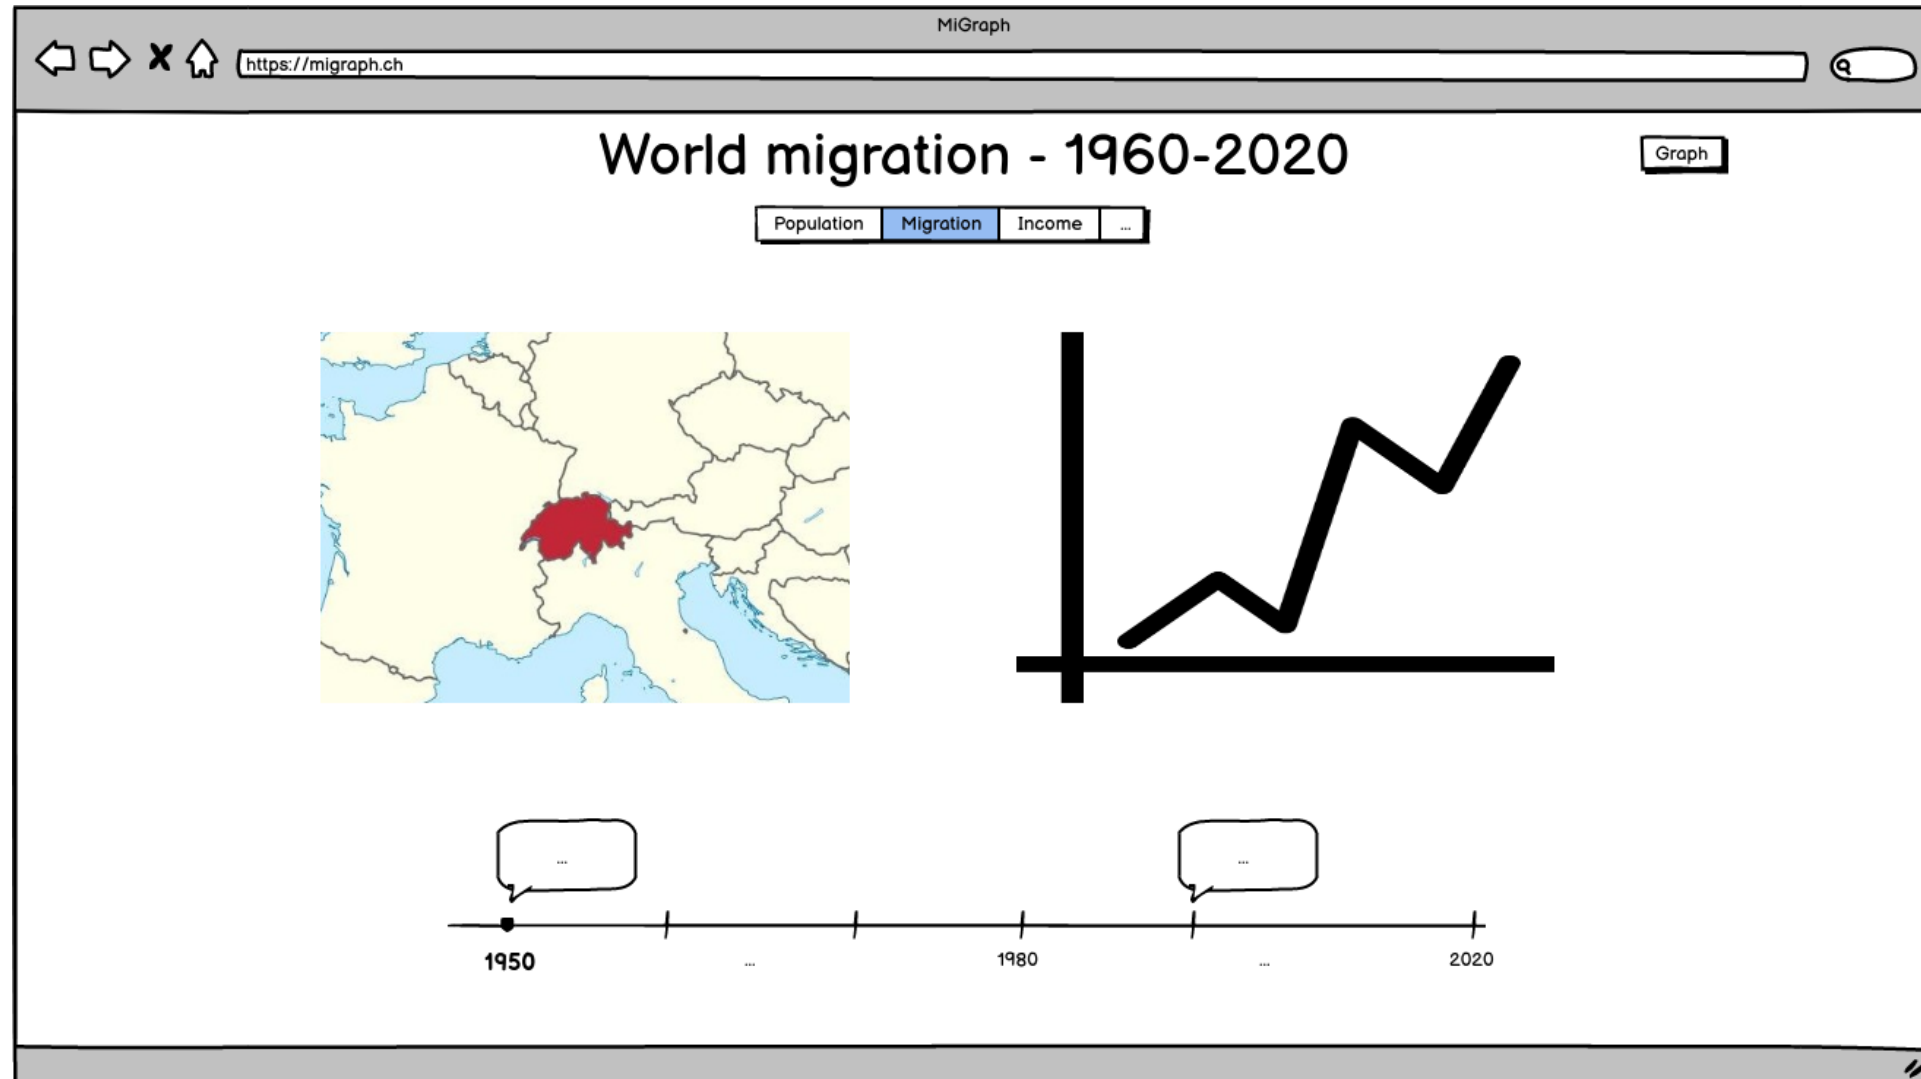 MiGraph
https://migraph.ch
World migration - 1960-2020
Graph
Population Migration Income ...
... ...
1950 ... 1980 ... 2020